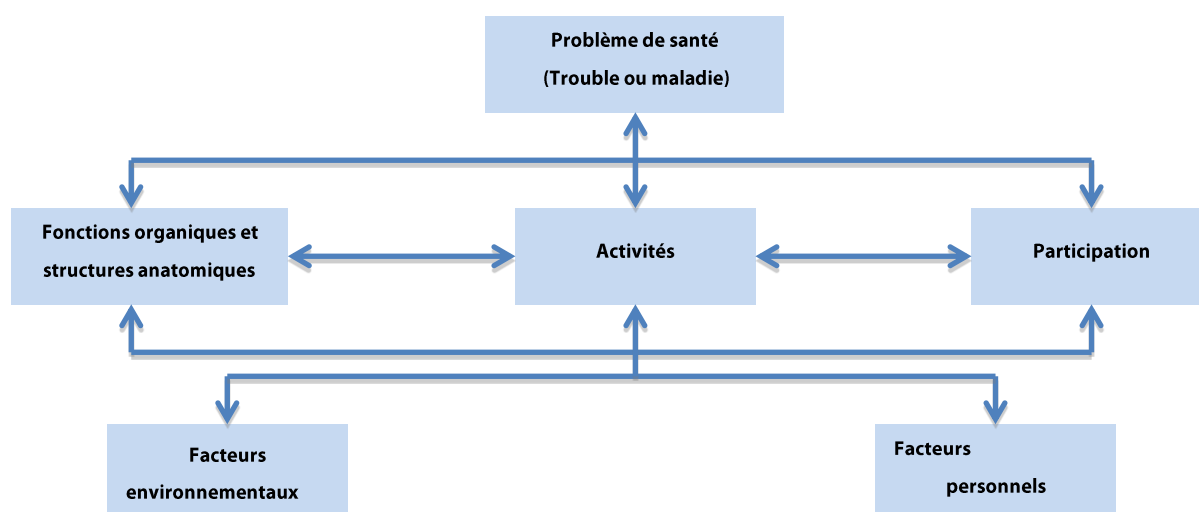 Problème de santé
(Trouble ou maladie)
Fonctions organiques et
structures anatomiques
Activités
Participation
Facteurs
environnementaux
Facteurs
personnels